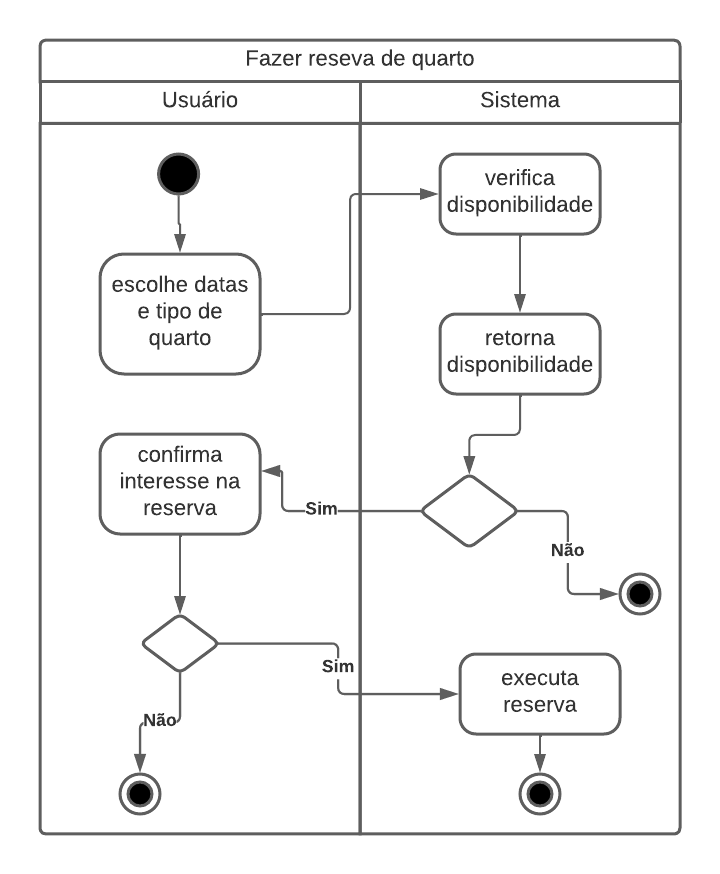 Fazer reseva de quarto
Usuário
Sistema
verifica
disponibilidade
escolhe datas
e tipo de
quarto
retorna
disponibilidade
confirma
interesse na
reserva
Sim
Não
Sim
executa
reserva
Não